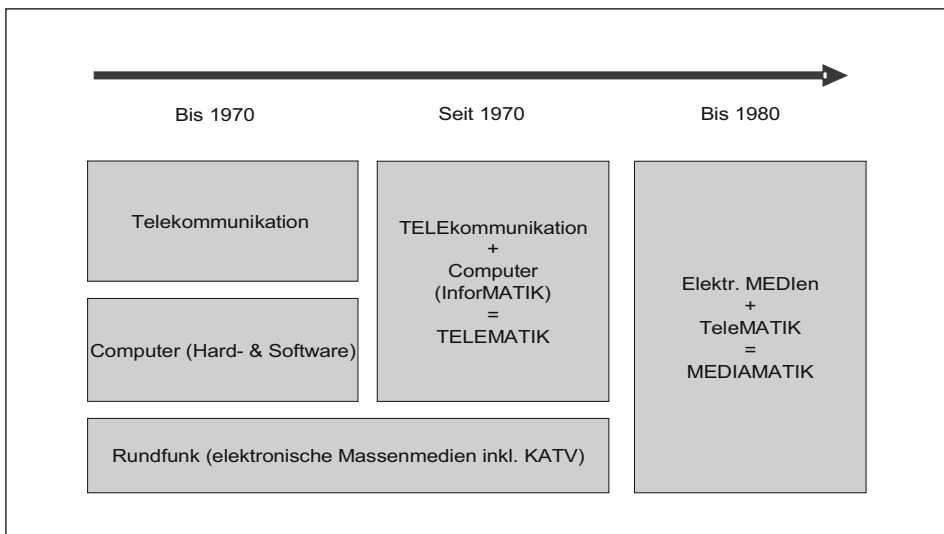 Bis 1970
Seit 1970
Bis 1980
Telekommunikation
Computer (Hard- & Software)
TELEkommunikation
+
Computer
(InforMATIK)
=
TELEMATIK
Elektr. MEDIen
+
TeleMATIK
=
MEDIAMATIK
Rundfunk (elektronische Massenmedien inkl. KATV)